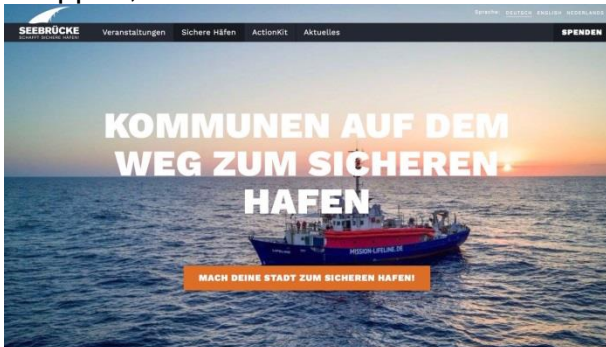 Sprache: DEUTSCH ENGLISH NEDERLANDS
SEEBRÜCKE
SCHAFFT SICHERE HÄFEN!
Veranstaltungen Sichere Häfen ActionKit Aktuelles
SPENDEN
KOMMUNEN AUF DEM
WEG ZUM SICHEREN
HAFEN
LIFELINE
MISSION-LIFELINE.DE
MACH DEINE STADT ZUM SICHEREN HAFEN!